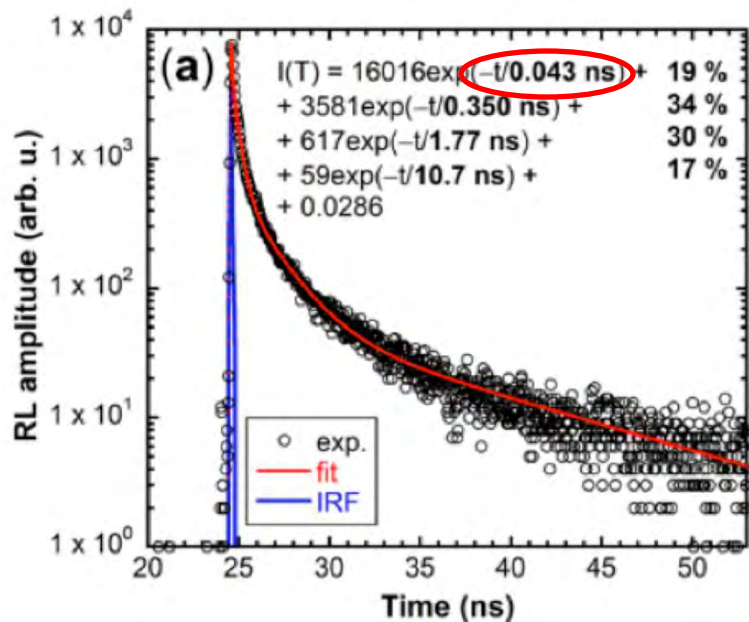 (a)
I(T) = 16016exp(−t/0.043 ns) + 19 %
+ 3581exp(−t/0.350 ns) + 34 %
+ 617exp(−t/1.77 ns) + 30 %
+ 59exp(−t/10.7 ns) + 17 %
+ 0.0286
RL amplitude (arb. u.)
1 x 10⁴
1 x 10³
1 x 10²
1 x 10¹
1 x 10⁰
exp.
fit
IRF
20 25 30 35 40 45 50
Time (ns)